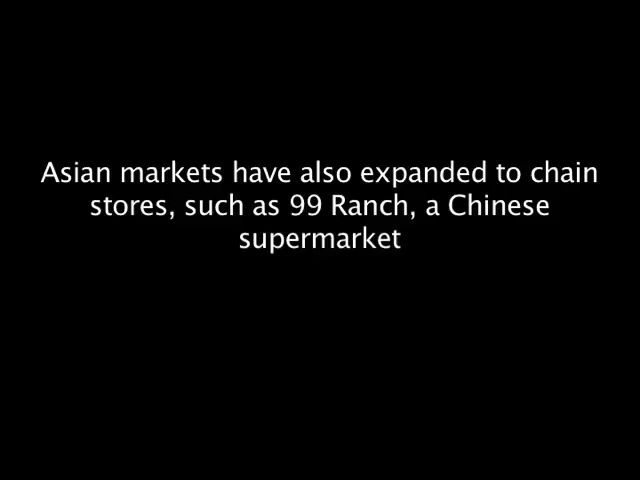 Asian markets have also expanded to chain
stores, such as 99 Ranch, a Chinese
supermarket